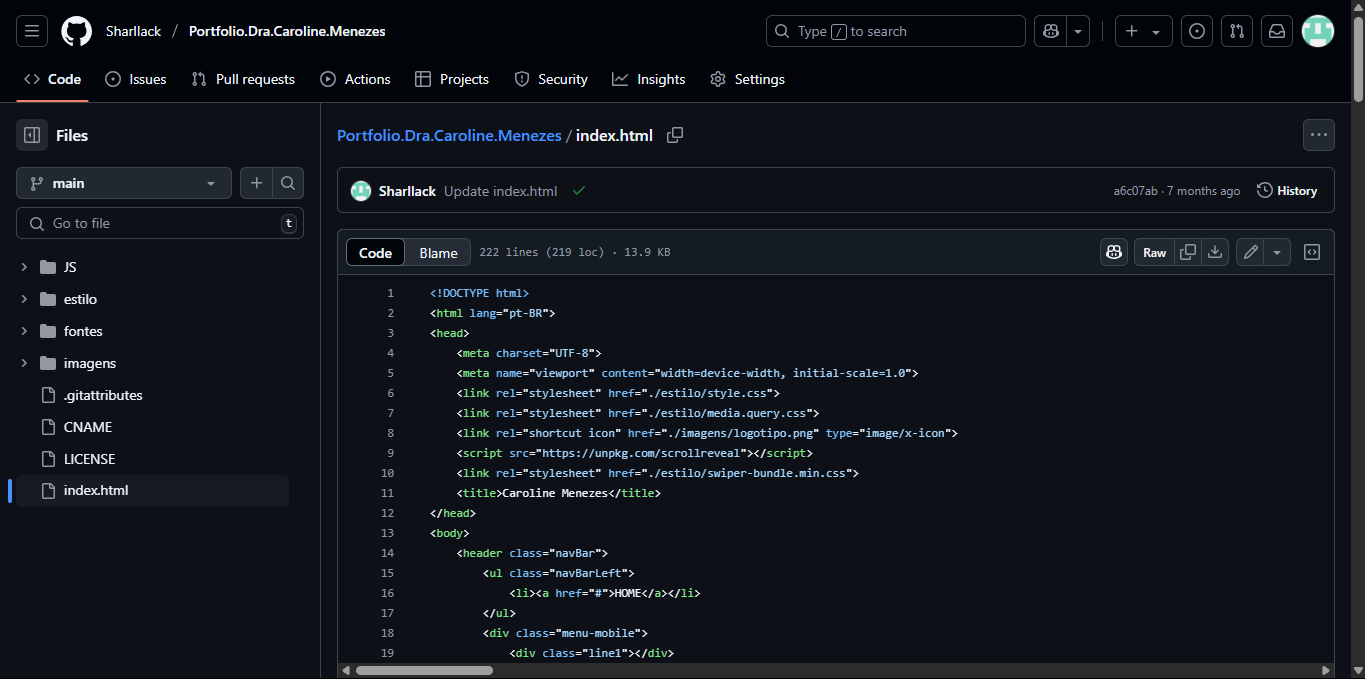 Sharllack / Portfolio.Dra.Caroline.Menezes
Type / to search
Code Issues Pull requests Actions Projects Security Insights Settings
Files
main
Go to file t
JS
estilo
fontes
imagens
.gitattributes
CNAME
LICENSE
index.html
Portfolio.Dra.Caroline.Menezes / index.html
Sharllack Update index.html
a6c07ab · 7 months ago History
Code Blame 222 lines (219 loc) · 13.9 KB
Raw
1 <!DOCTYPE html>
2 <html lang="pt-BR">
3 <head>
4 <meta charset="UTF-8">
5 <meta name="viewport" content="width=device-width, initial-scale=1.0">
6 <link rel="stylesheet" href="./estilo/style.css">
7 <link rel="stylesheet" href="./estilo/media.query.css">
8 <link rel="shortcut icon" href="./imagens/logotipo.png" type="image/x-icon">
9 <script src="https://unpkg.com/scrollreveal"></script>
10 <link rel="stylesheet" href="./estilo/swiper-bundle.min.css">
11 <title>Caroline Menezes</title>
12 </head>
13 <body>
14 <header class="navBar">
15 <ul class="navBarLeft">
16 <li><a href="#">HOME</a></li>
17 </ul>
18 <div class="menu-mobile">
19 <div class="line1"></div>